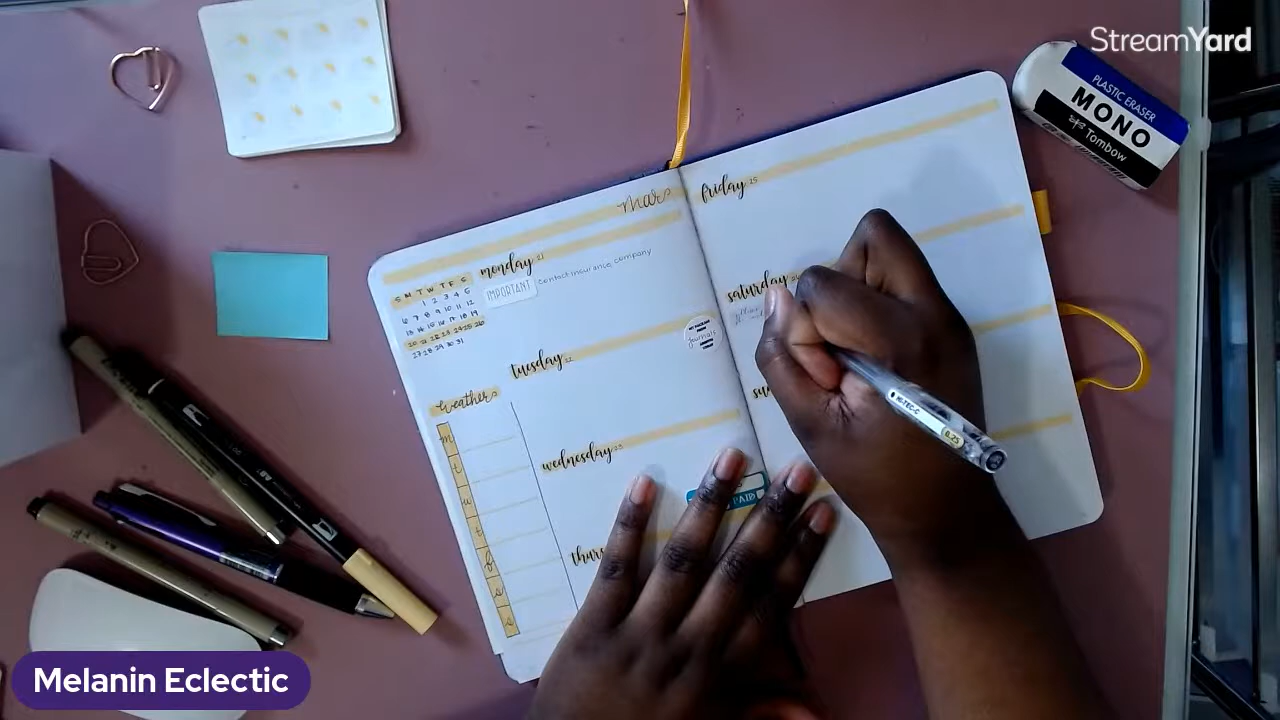 StreamYard
PLASTIC ERASER
MONO
Tombow
mars
friday 25
monday 21
IMPORTANT contact insurance company
S M T W T F S
1 2 3 4 5
6 7 8 9 10 11 12
13 14 15 16 17 18 19
20 21 22 23 24 25 26
27 28 29 30 31
saturday 26
journals
tuesday 22
weather
m
t
w
t
f
s
s
wednesday 23
HI-TEC-C
0.25
PAID
thurs
Melanin Eclectic